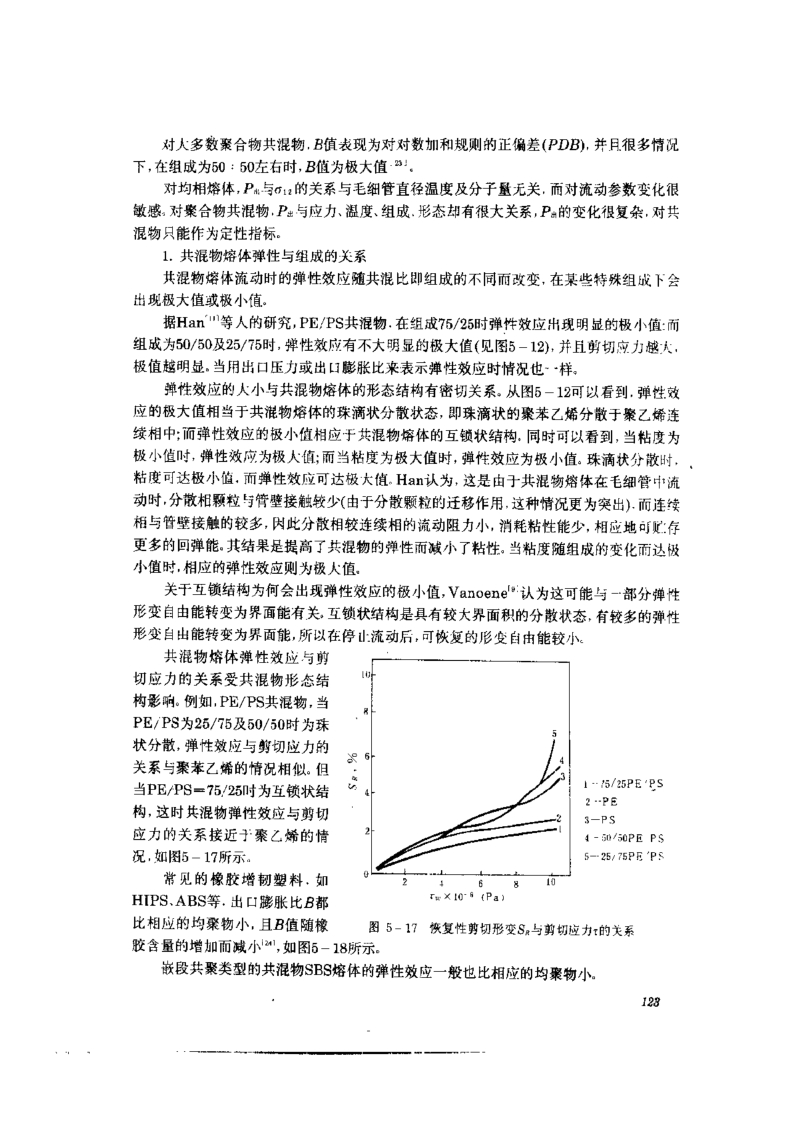 对大多数聚合物共混物,B值表现为对对数加和规则的正偏差(PDB),并且很多情况
下,在组成为50:50左右时,B值为极大值[23]。
对均相熔体,P出与σ12的关系与毛细管直径温度及分子量无关.而对流动参数变化很
敏感。对聚合物共混物,P出与应力、温度、组成.形态却有很大关系,P出的变化很复杂,对共
混物只能作为定性指标。
1. 共混物熔体弹性与组成的关系
共混物熔体流动时的弹性效应随共混比即组成的不同而改变.在某些特殊组成下会
出现极大值或极小值。
据Han[11]等人的研究,PE/PS共混物.在组成75/25时弹性效应出现明显的极小值;而
组成为50/50及25/75时,弹性效应有不大明显的极大值(见图5-12),并且剪切应力越大,
极值越明显。当用出口压力或出口膨胀比来表示弹性效应时情况也一样。
弹性效应的大小与共混物熔体的形态结构有密切关系。从图5-12可以看到,弹性效
应的极大值相当于共混物熔体的珠滴状分散状态,即珠滴状的聚苯乙烯分散于聚乙烯连
续相中;而弹性效应的极小值相应于共混物熔体的互锁状结构。同时可以看到,当粘度为
极小值时,弹性效应为极大值;而当粘度为极大值时,弹性效应为极小值。珠滴状分散时,
粘度可达极小值.而弹性效应可达极大值。Han认为,这是由于共混物熔体在毛细管中流
动时,分散相颗粒与管壁接触较少(由于分散颗粒的迁移作用.这种情况更为突出).而连续
相与管壁接触的较多,因此分散相较连续相的流动阻力小,消耗粘性能少,相应地可贮存
更多的回弹能。其结果是提高了共混物的弹性而减小了粘性。当粘度随组成的变化而达极
小值时,相应的弹性效应则为极大值。
关于互锁结构为何会出现弹性效应的极小值,Vanoene[9]认为这可能与一部分弹性
形变自由能转变为界面能有关,互锁状结构是具有较大界面积的分散状态,有较多的弹性
形变自由能转变为界面能,所以在停止流动后,可恢复的形变自由能较小。
共混物熔体弹性效应与剪
切应力的关系受共混物形态结
构影响。例如,PE/PS共混物,当
PE/PS为25/75及50/50时为珠
状分散,弹性效应与剪切应力的
关系与聚苯乙烯的情况相似。但
当PE/PS=75/25时为互锁状结
构,这时共混物弹性效应与剪切
应力的关系接近于聚乙烯的情
况,如图5-17所示。
常见的橡胶增韧塑料.如
HIPS、ABS等.出口膨胀比B都
比相应的均聚物小,且B值随橡
胶含量的增加而减小[24],如图5-18所示。
10
8
6
4
2
0
SR,%
5
4
3
2
1
2 4 6 8 10
τw×10-6 (Pa)
1--75/25PE/PS
2--PE
3—PS
4-50/50PE PS
5—25/75PE/PS
图 5-17 恢复性剪切形变SR与剪切应力τ的关系
嵌段共聚类型的共混物SBS熔体的弹性效应一般也比相应的均聚物小。
123